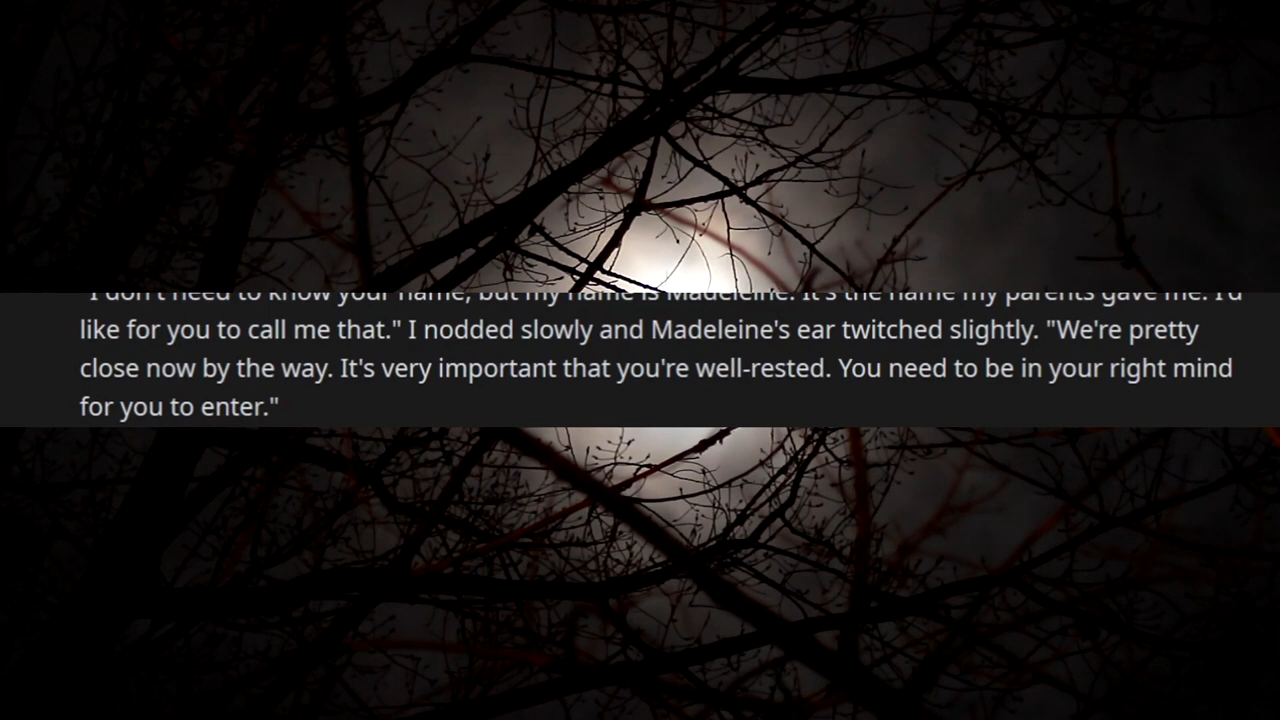 "I don't need to know your name, but my name is Madeleine. It's the name my parents gave me. I'd
like for you to call me that." I nodded slowly and Madeleine's ear twitched slightly. "We're pretty
close now by the way. It's very important that you're well-rested. You need to be in your right mind
for you to enter."